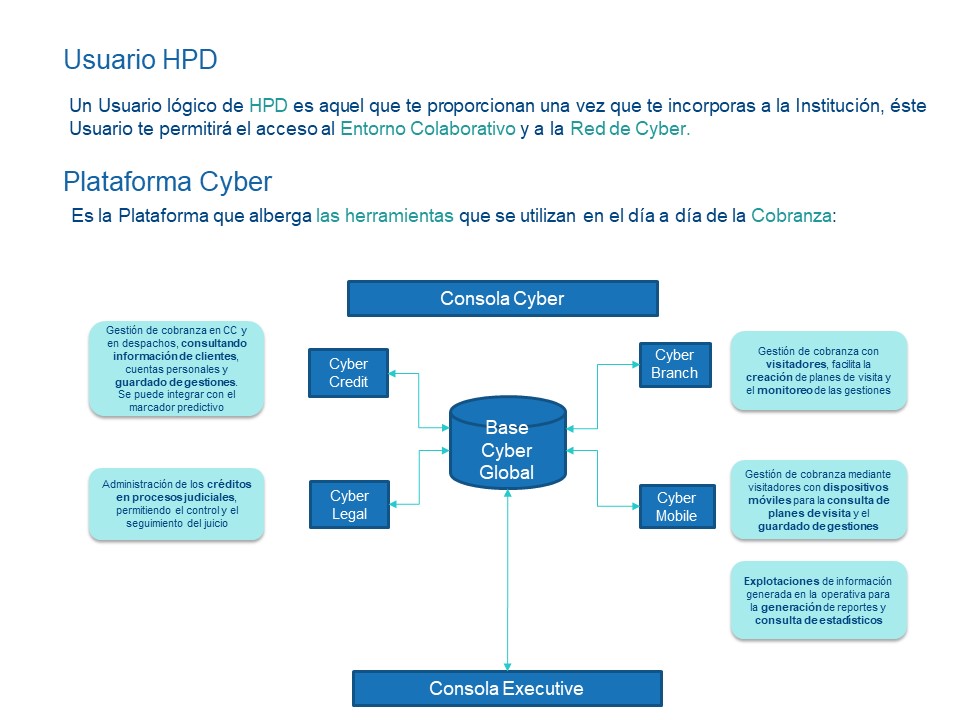 Usuario HPD
Un Usuario lógico de HPD es aquel que te proporcionan una vez que te incorporas a la Institución, éste
Usuario te permitirá el acceso al Entorno Colaborativo y a la Red de Cyber.
Plataforma Cyber
Es la Plataforma que alberga las herramientas que se utilizan en el día a día de la Cobranza:
Consola Cyber
Gestión de cobranza en CC y
en despachos, consultando
información de clientes,
cuentas personales y
guardado de gestiones.
Se puede integrar con el
marcador predictivo
Cyber
Credit
Cyber
Branch
Gestión de cobranza con
visitadores, facilita la
creación de planes de visita y
el monitoreo de las gestiones
Base
Cyber
Global
Administración de los créditos
en procesos judiciales,
permitiendo el control y el
seguimiento del juicio
Cyber
Legal
Cyber
Mobile
Gestión de cobranza mediante
visitadores con dispositivos
móviles para la consulta de
planes de visita y el
guardado de gestiones
Explotaciones de información
generada en la operativa para
la generación de reportes y
consulta de estadísticos
Consola Executive